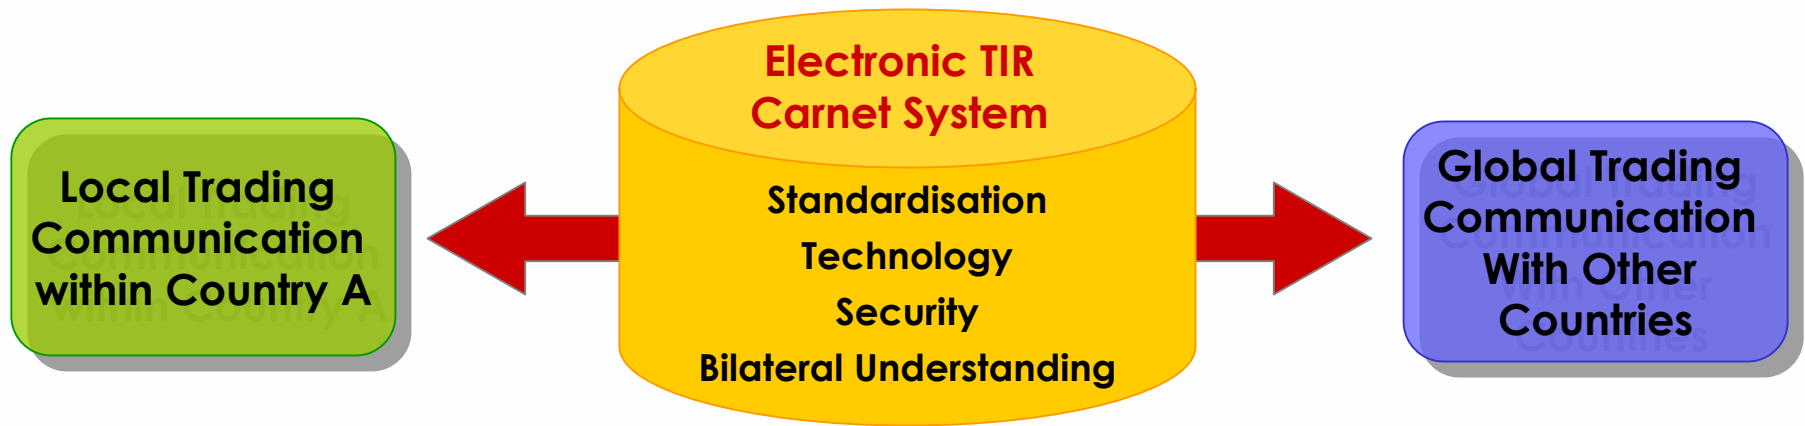 Electronic TIR
Carnet System
Local Trading
Communication
within Country A
Standardisation
Technology
Security
Bilateral Understanding
Global Trading
Communication
With Other
Countries